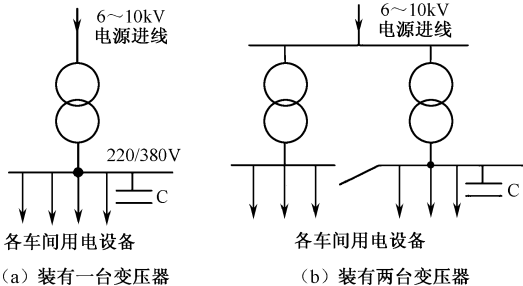 6～10kV
电源进线
220/380V
C
各车间用电设备
（a）装有一台变压器
6～10kV
电源进线
C
各车间用电设备
（b）装有两台变压器